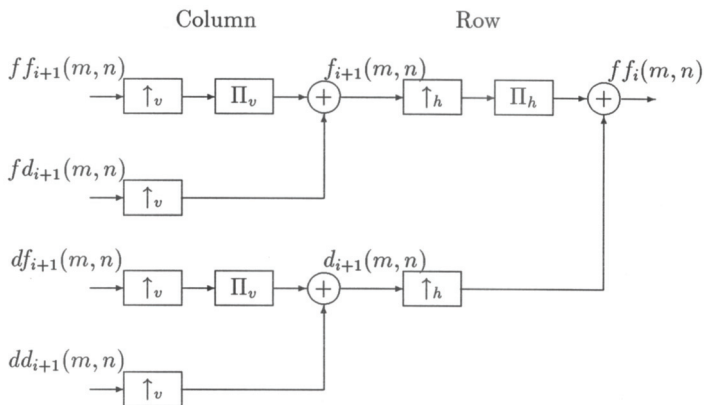 Column Row
ff_{i+1}(m,n) f_{i+1}(m,n) ff_i(m,n)
↑_v Π_v + ↑_h Π_h +
fd_{i+1}(m,n)
↑_v
df_{i+1}(m,n) d_{i+1}(m,n)
↑_v Π_v + ↑_h
dd_{i+1}(m,n)
↑_v